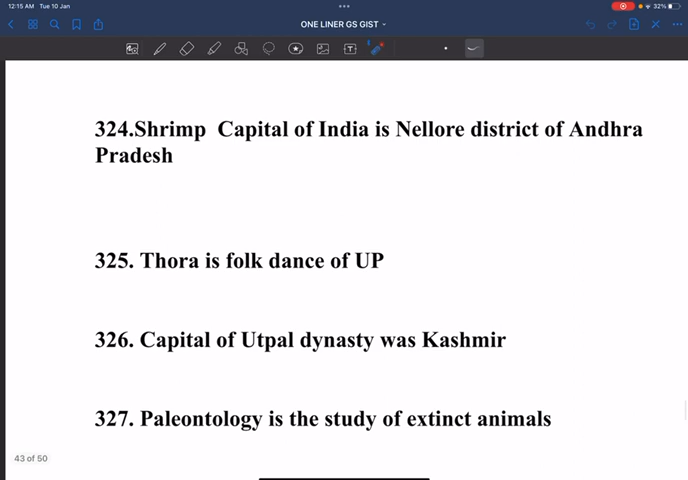 12:15 AM Tue 10 Jan
32%
ONE LINER GS GIST
324.Shrimp Capital of India is Nellore district of Andhra
Pradesh
325. Thora is folk dance of UP
326. Capital of Utpal dynasty was Kashmir
327. Paleontology is the study of extinct animals
43 of 50